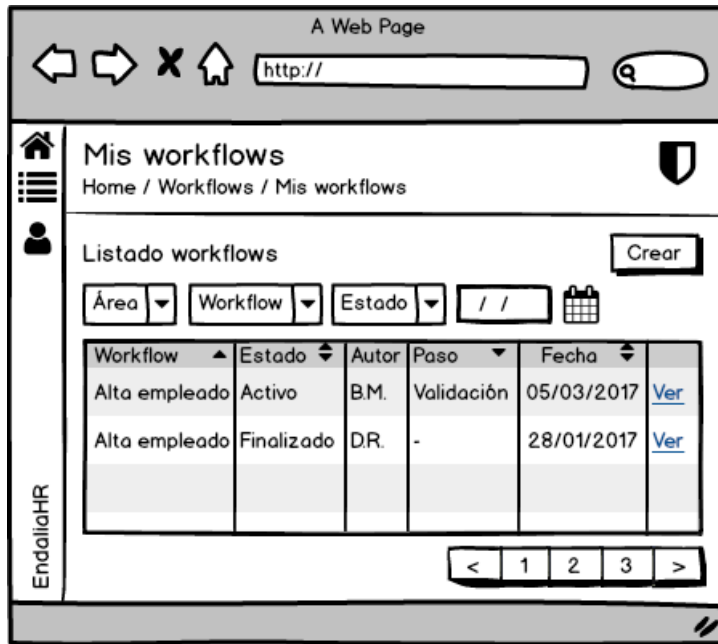 A Web Page
http://
Mis workflows
Home / Workflows / Mis workflows
Listado workflows
Crear
Área Workflow Estado / /
Workflow Estado Autor Paso Fecha
Alta empleado Activo B.M. Validación 05/03/2017 Ver
Alta empleado Finalizado D.R. - 28/01/2017 Ver
EndaliaHR
< 1 2 3 >